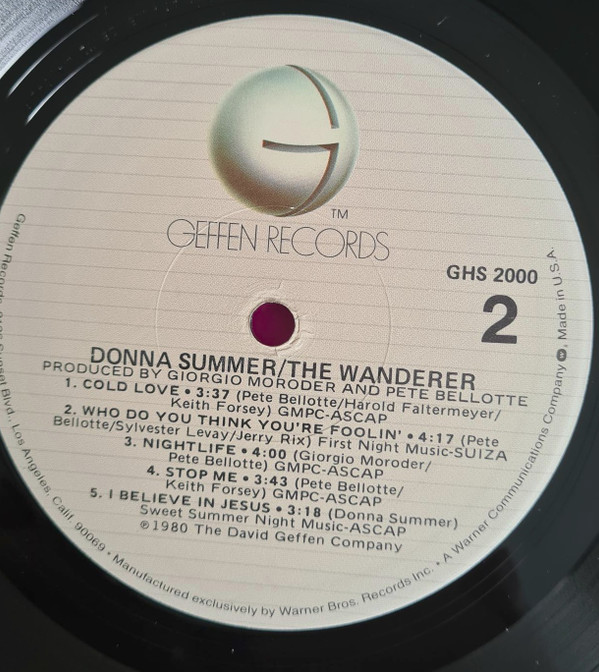 TM
GEFFEN RECORDS
GHS 2000
2
DONNA SUMMER/THE WANDERER
PRODUCED BY GIORGIO MORODER AND PETE BELLOTTE
1. COLD LOVE • 3:37 (Pete Bellotte/Harold Faltermeyer/
Keith Forsey) GMPC-ASCAP
2. WHO DO YOU THINK YOU'RE FOOLIN' • 4:17 (Pete
Bellotte/Sylvester Levay/Jerry Rix) First Night Music-SUIZA
3. NIGHTLIFE • 4:00 (Giorgio Moroder/
Pete Bellotte) GMPC-ASCAP
4. STOP ME • 3:43 (Pete Bellotte/
Keith Forsey) GMPC-ASCAP
5. I BELIEVE IN JESUS • 3:18 (Donna Summer)
Sweet Summer Night Music-ASCAP
℗1980 The David Geffen Company
Geffen Records, Sunset Blvd., Los Angeles, Calif. 90069 • Manufactured exclusively by Warner Bros. Records Inc. • A Warner Communications Company, Made in U.S.A.